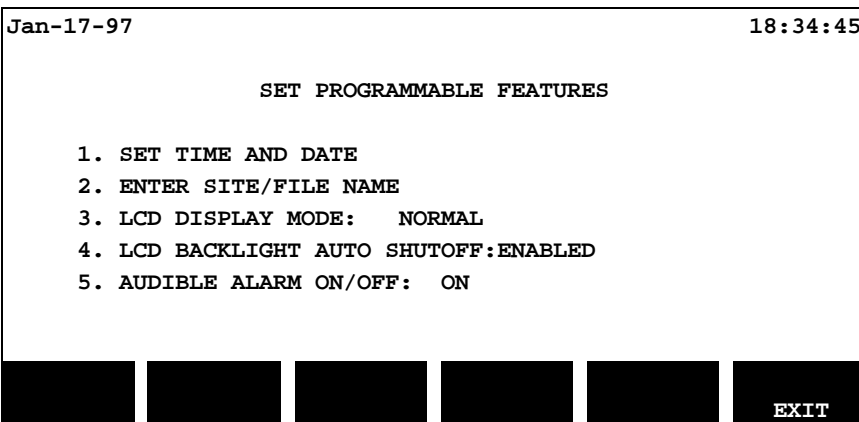 Jan-17-97 18:34:45
SET PROGRAMMABLE FEATURES
1. SET TIME AND DATE
2. ENTER SITE/FILE NAME
3. LCD DISPLAY MODE: NORMAL
4. LCD BACKLIGHT AUTO SHUTOFF:ENABLED
5. AUDIBLE ALARM ON/OFF: ON
EXIT